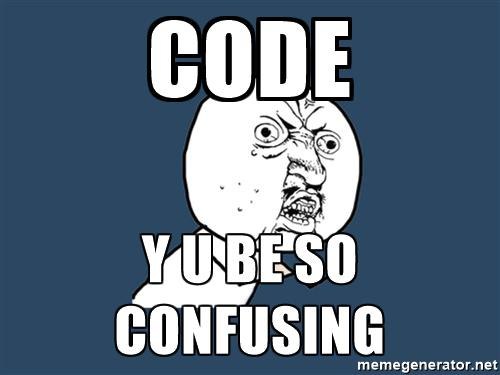 CODE
Y U BE SO
CONFUSING
memegenerator.net